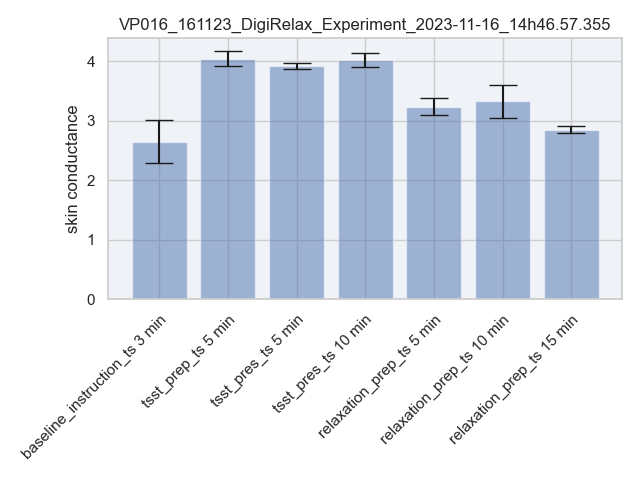 VP016_161123_DigiRelax_Experiment_2023-11-16_14h46.57.355
skin conductance
4
3
2
1
0
baseline_instruction_ts 3 min
tsst_prep_ts 5 min
tsst_pres_ts 5 min
tsst_pres_ts 10 min
relaxation_prep_ts 5 min
relaxation_prep_ts 10 min
relaxation_prep_ts 15 min